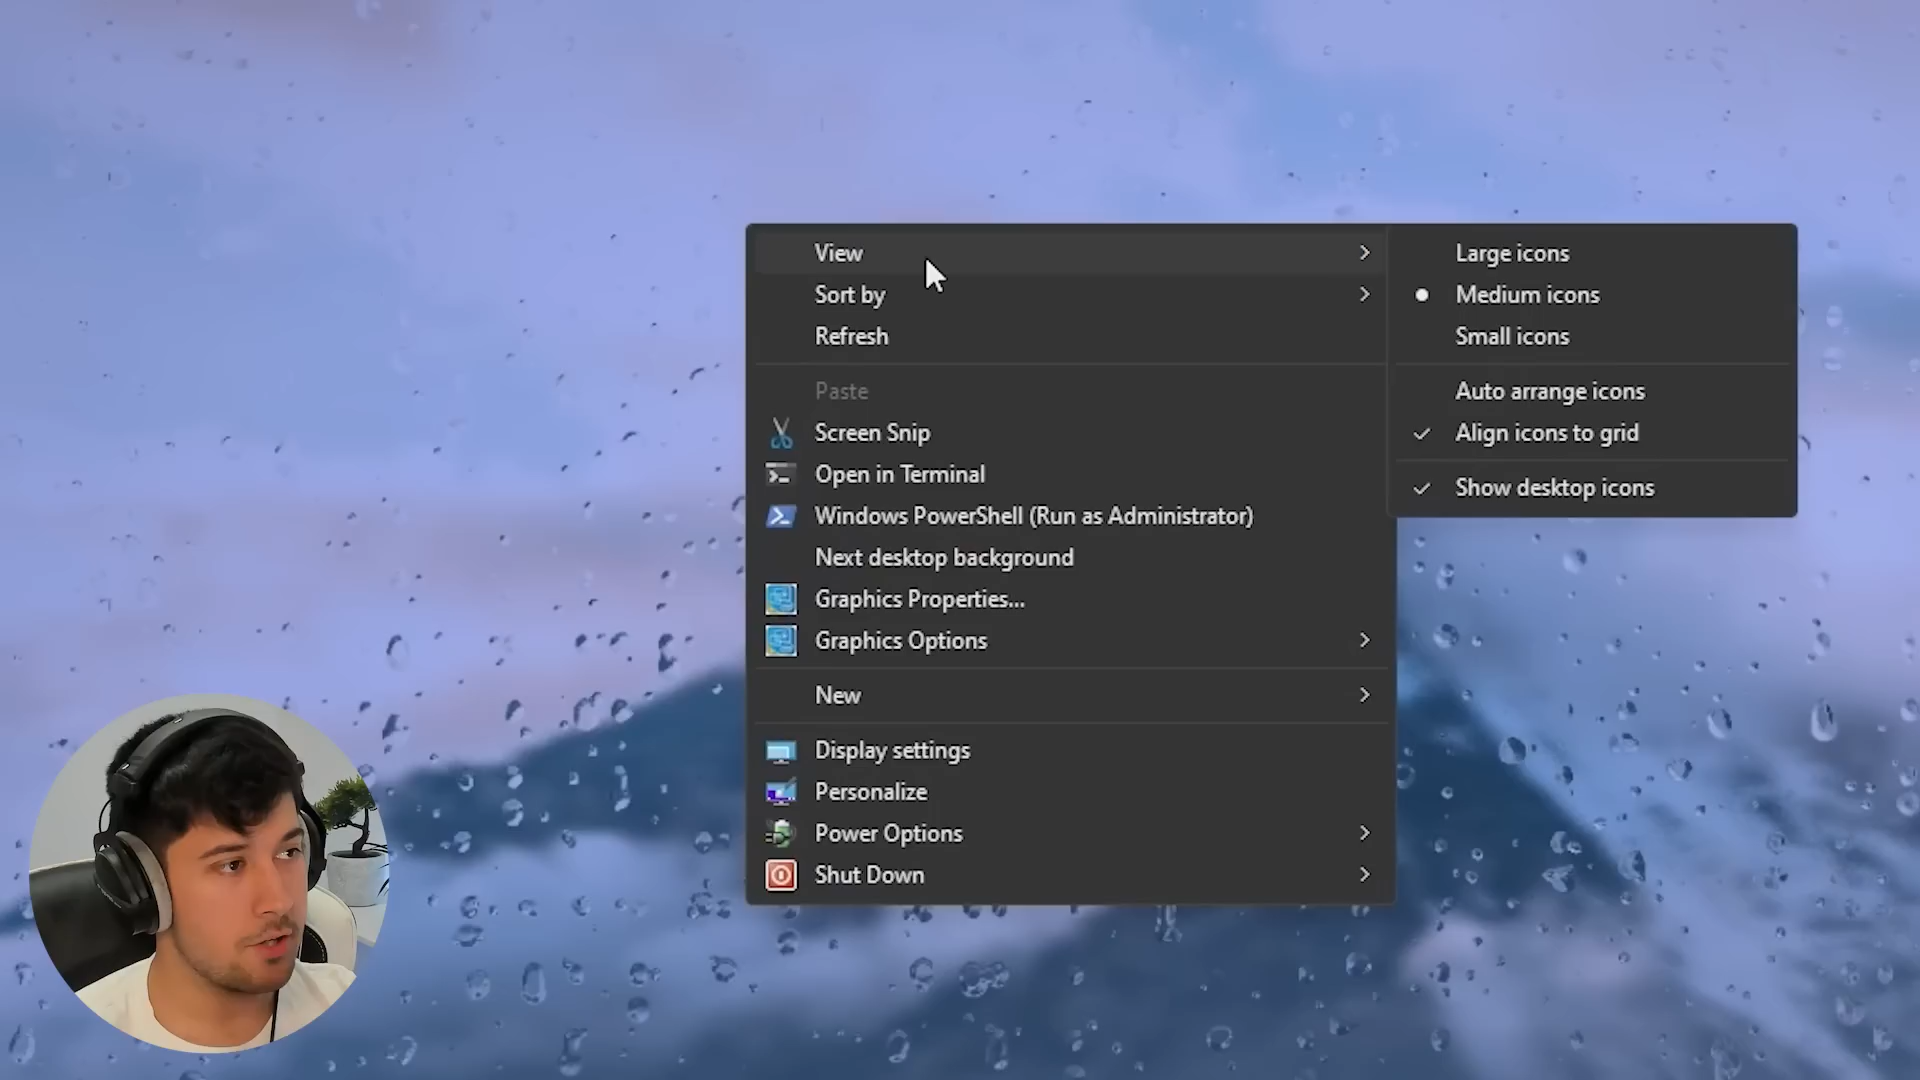 View
Sort by
Refresh
Paste
Screen Snip
Open in Terminal
Windows PowerShell (Run as Administrator)
Next desktop background
Graphics Properties...
Graphics Options
New
Display settings
Personalize
Power Options
Shut Down
Large icons
Medium icons
Small icons
Auto arrange icons
Align icons to grid
Show desktop icons